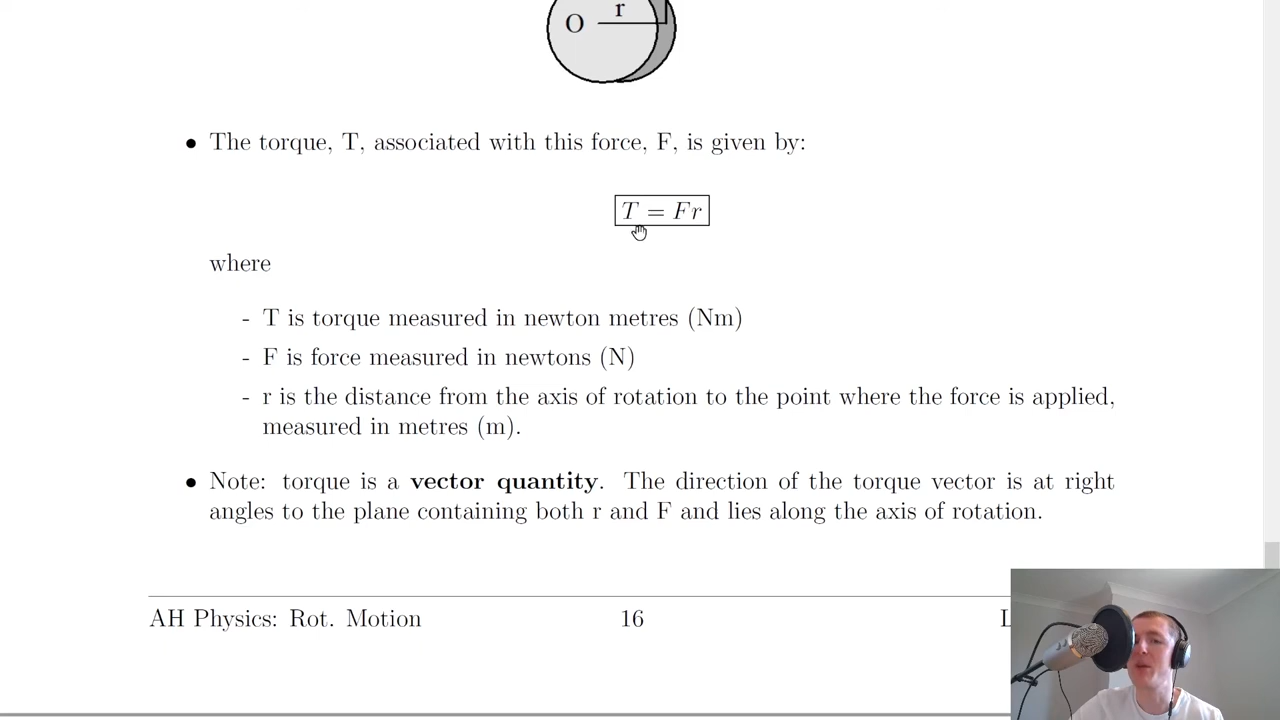 O
r
• The torque, T, associated with this force, F, is given by:
T = Fr
where
- T is torque measured in newton metres (Nm)
- F is force measured in newtons (N)
- r is the distance from the axis of rotation to the point where the force is applied,
measured in metres (m).
• Note: torque is a vector quantity. The direction of the torque vector is at right
angles to the plane containing both r and F and lies along the axis of rotation.
AH Physics: Rot. Motion 16